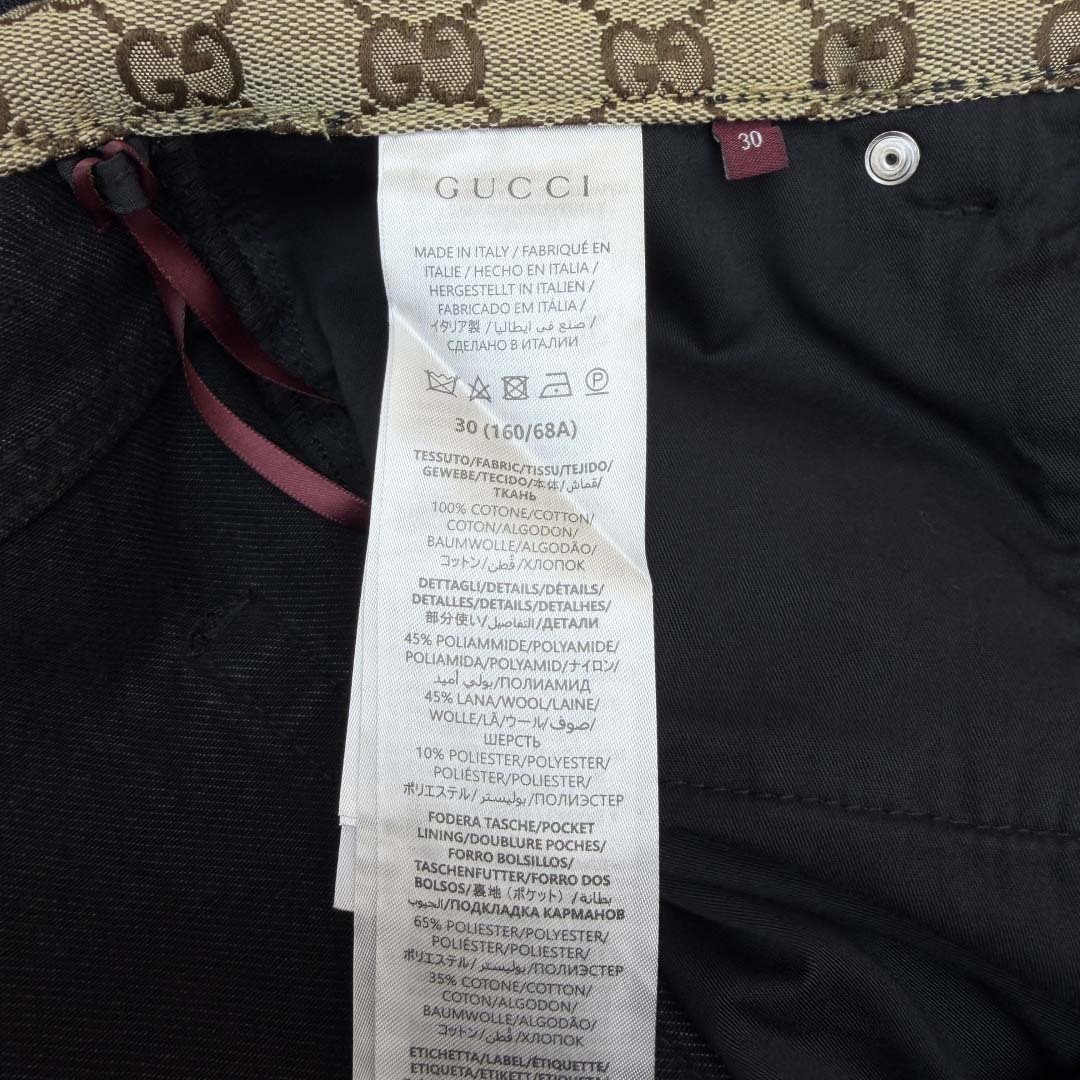 30
GUCCI
MADE IN ITALY / FABRIQUÉ EN
ITALIE / HECHO EN ITALIA /
HERGESTELLT IN ITALIEN /
FABRICADO EM ITÁLIA /
イタリア製 / صنع في ايطاليا /
СДЕЛАНО В ИТАЛИИ
30 (160/68A)
TESSUTO/FABRIC/TISSU/TEJIDO/
GEWEBE/TECIDO/本体/قماش/
ТКАНЬ
100% COTONE/COTTON/
COTON/ALGODON/
BAUMWOLLE/ALGODÃO/
コットン/قُطن/ХЛОПОК
DETTAGLI/DETAILS/DÉTAILS/
DETALLES/DETAILS/DETALHES/
部分使い/التفاصيل/ДЕТАЛИ
45% POLIAMMIDE/POLYAMIDE/
POLIAMIDA/POLYAMID/ナイロン/
بولي أميد/ПОЛИАМИД
45% LANA/WOOL/LAINE/
WOLLE/LÃ/ウール/صوف/
ШЕРСТЬ
10% POLIESTER/POLYESTER/
POLIÉSTER/POLIESTER/
ポリエステル/بوليستر/ПОЛИЭСТЕР
FODERA TASCHE/POCKET
LINING/DOUBLURE POCHES/
FORRO BOLSILLOS/
TASCHENFUTTER/FORRO DOS
BOLSOS/裏地 (ポケット) /بطانة
الجيوب/ПОДКЛАДКА КАРМАНОВ
65% POLIESTER/POLYESTER/
POLIÉSTER/POLIESTER/
ポリエステル/بوليستر/ПОЛИЭСТЕР
35% COTONE/COTTON/
COTON/ALGODON/
BAUMWOLLE/ALGODÃO/
コットン/قُطن/ХЛОПОК
ETICHETTA/LABEL/ÉTIQUETTE/
ETIQUETA/ETIKETT/ETIQUETA/